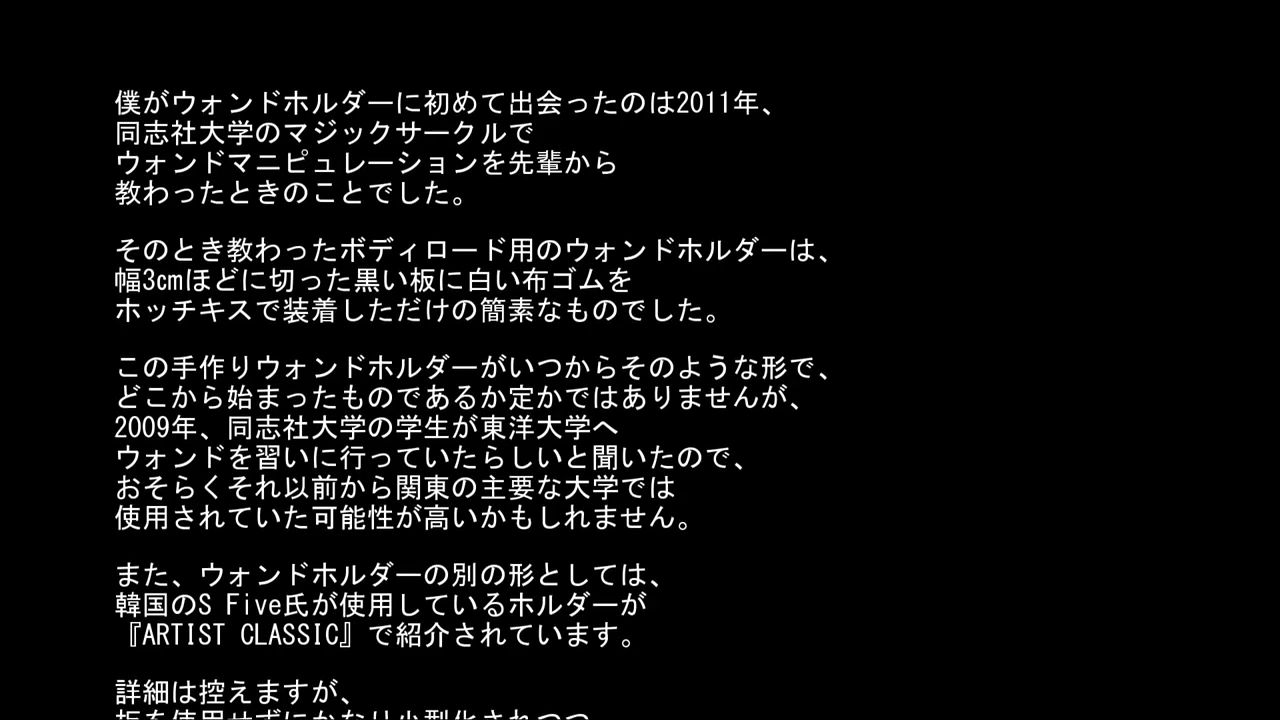 僕がウォンドホルダーに初めて出会ったのは2011年、
同志社大学のマジックサークルで
ウォンドマニピュレーションを先輩から
教わったときのことでした。
そのとき教わったボディロード用のウォンドホルダーは、
幅3cmほどに切った黒い板に白い布ゴムを
ホッチキスで装着しただけの簡素なものでした。
この手作りウォンドホルダーがいつからそのような形で、
どこから始まったものであるか定かではありませんが、
2009年、同志社大学の学生が東洋大学へ
ウォンドを習いに行っていたらしいと聞いたので、
おそらくそれ以前から関東の主要な大学では
使用されていた可能性が高いかもしれません。
また、ウォンドホルダーの別の形としては、
韓国のS Five氏が使用しているホルダーが
『ARTIST CLASSIC』で紹介されています。
詳細は控えますが、
板を使用せずにかなり小型化されつつ